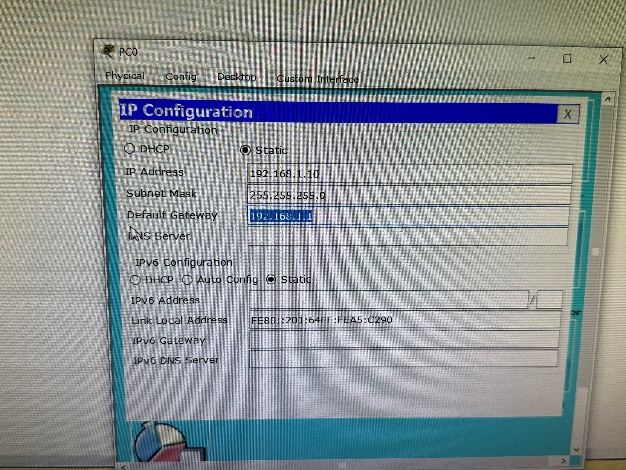 PC0
Physical Config Desktop Custom Interface
IP Configuration X
IP Configuration
DHCP Static
IP Address 192.168.1.10
Subnet Mask 255.255.255.0
Default Gateway 192.168.1.1
DNS Server
IPv6 Configuration
DHCP Auto Config Static
IPv6 Address /
Link Local Address FE80::201:64FF:FEA5:C290
IPv6 Gateway
IPv6 DNS Server